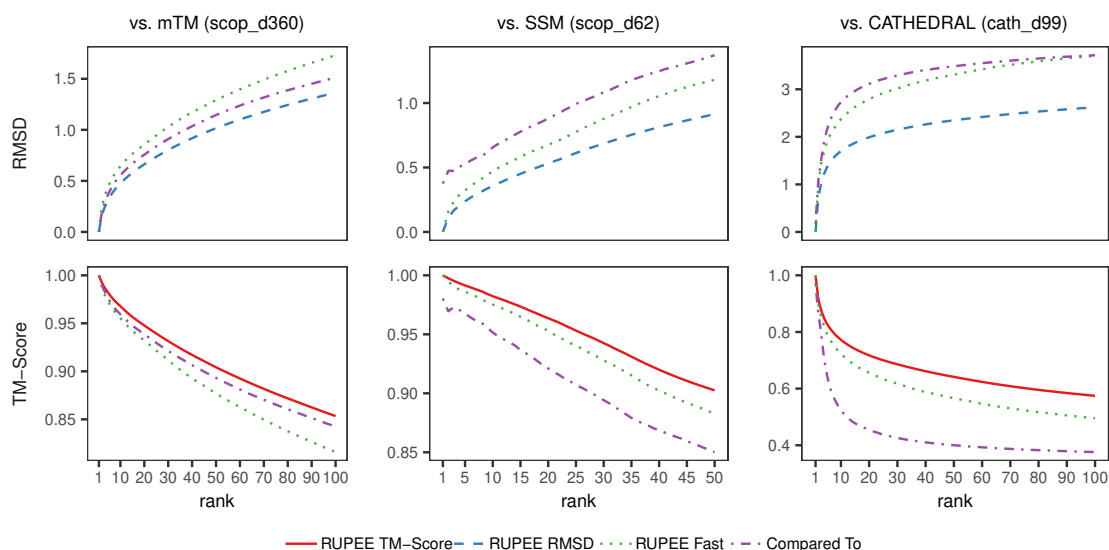 vs. mTM (scop_d360) vs. SSM (scop_d62) vs. CATHEDRAL (cath_d99)
RMSD
1.5
1.0
0.5
0.0
1.0
0.5
0.0
3
2
1
0
TM−Score
1.00
0.95
0.90
0.85
1.00
0.95
0.90
0.85
1.0
0.8
0.6
0.4
1 10 20 30 40 50 60 70 80 90 100
1 5 10 15 20 25 30 35 40 45 50
1 10 20 30 40 50 60 70 80 90 100
rank rank rank
RUPEE TM−Score RUPEE RMSD RUPEE Fast Compared To